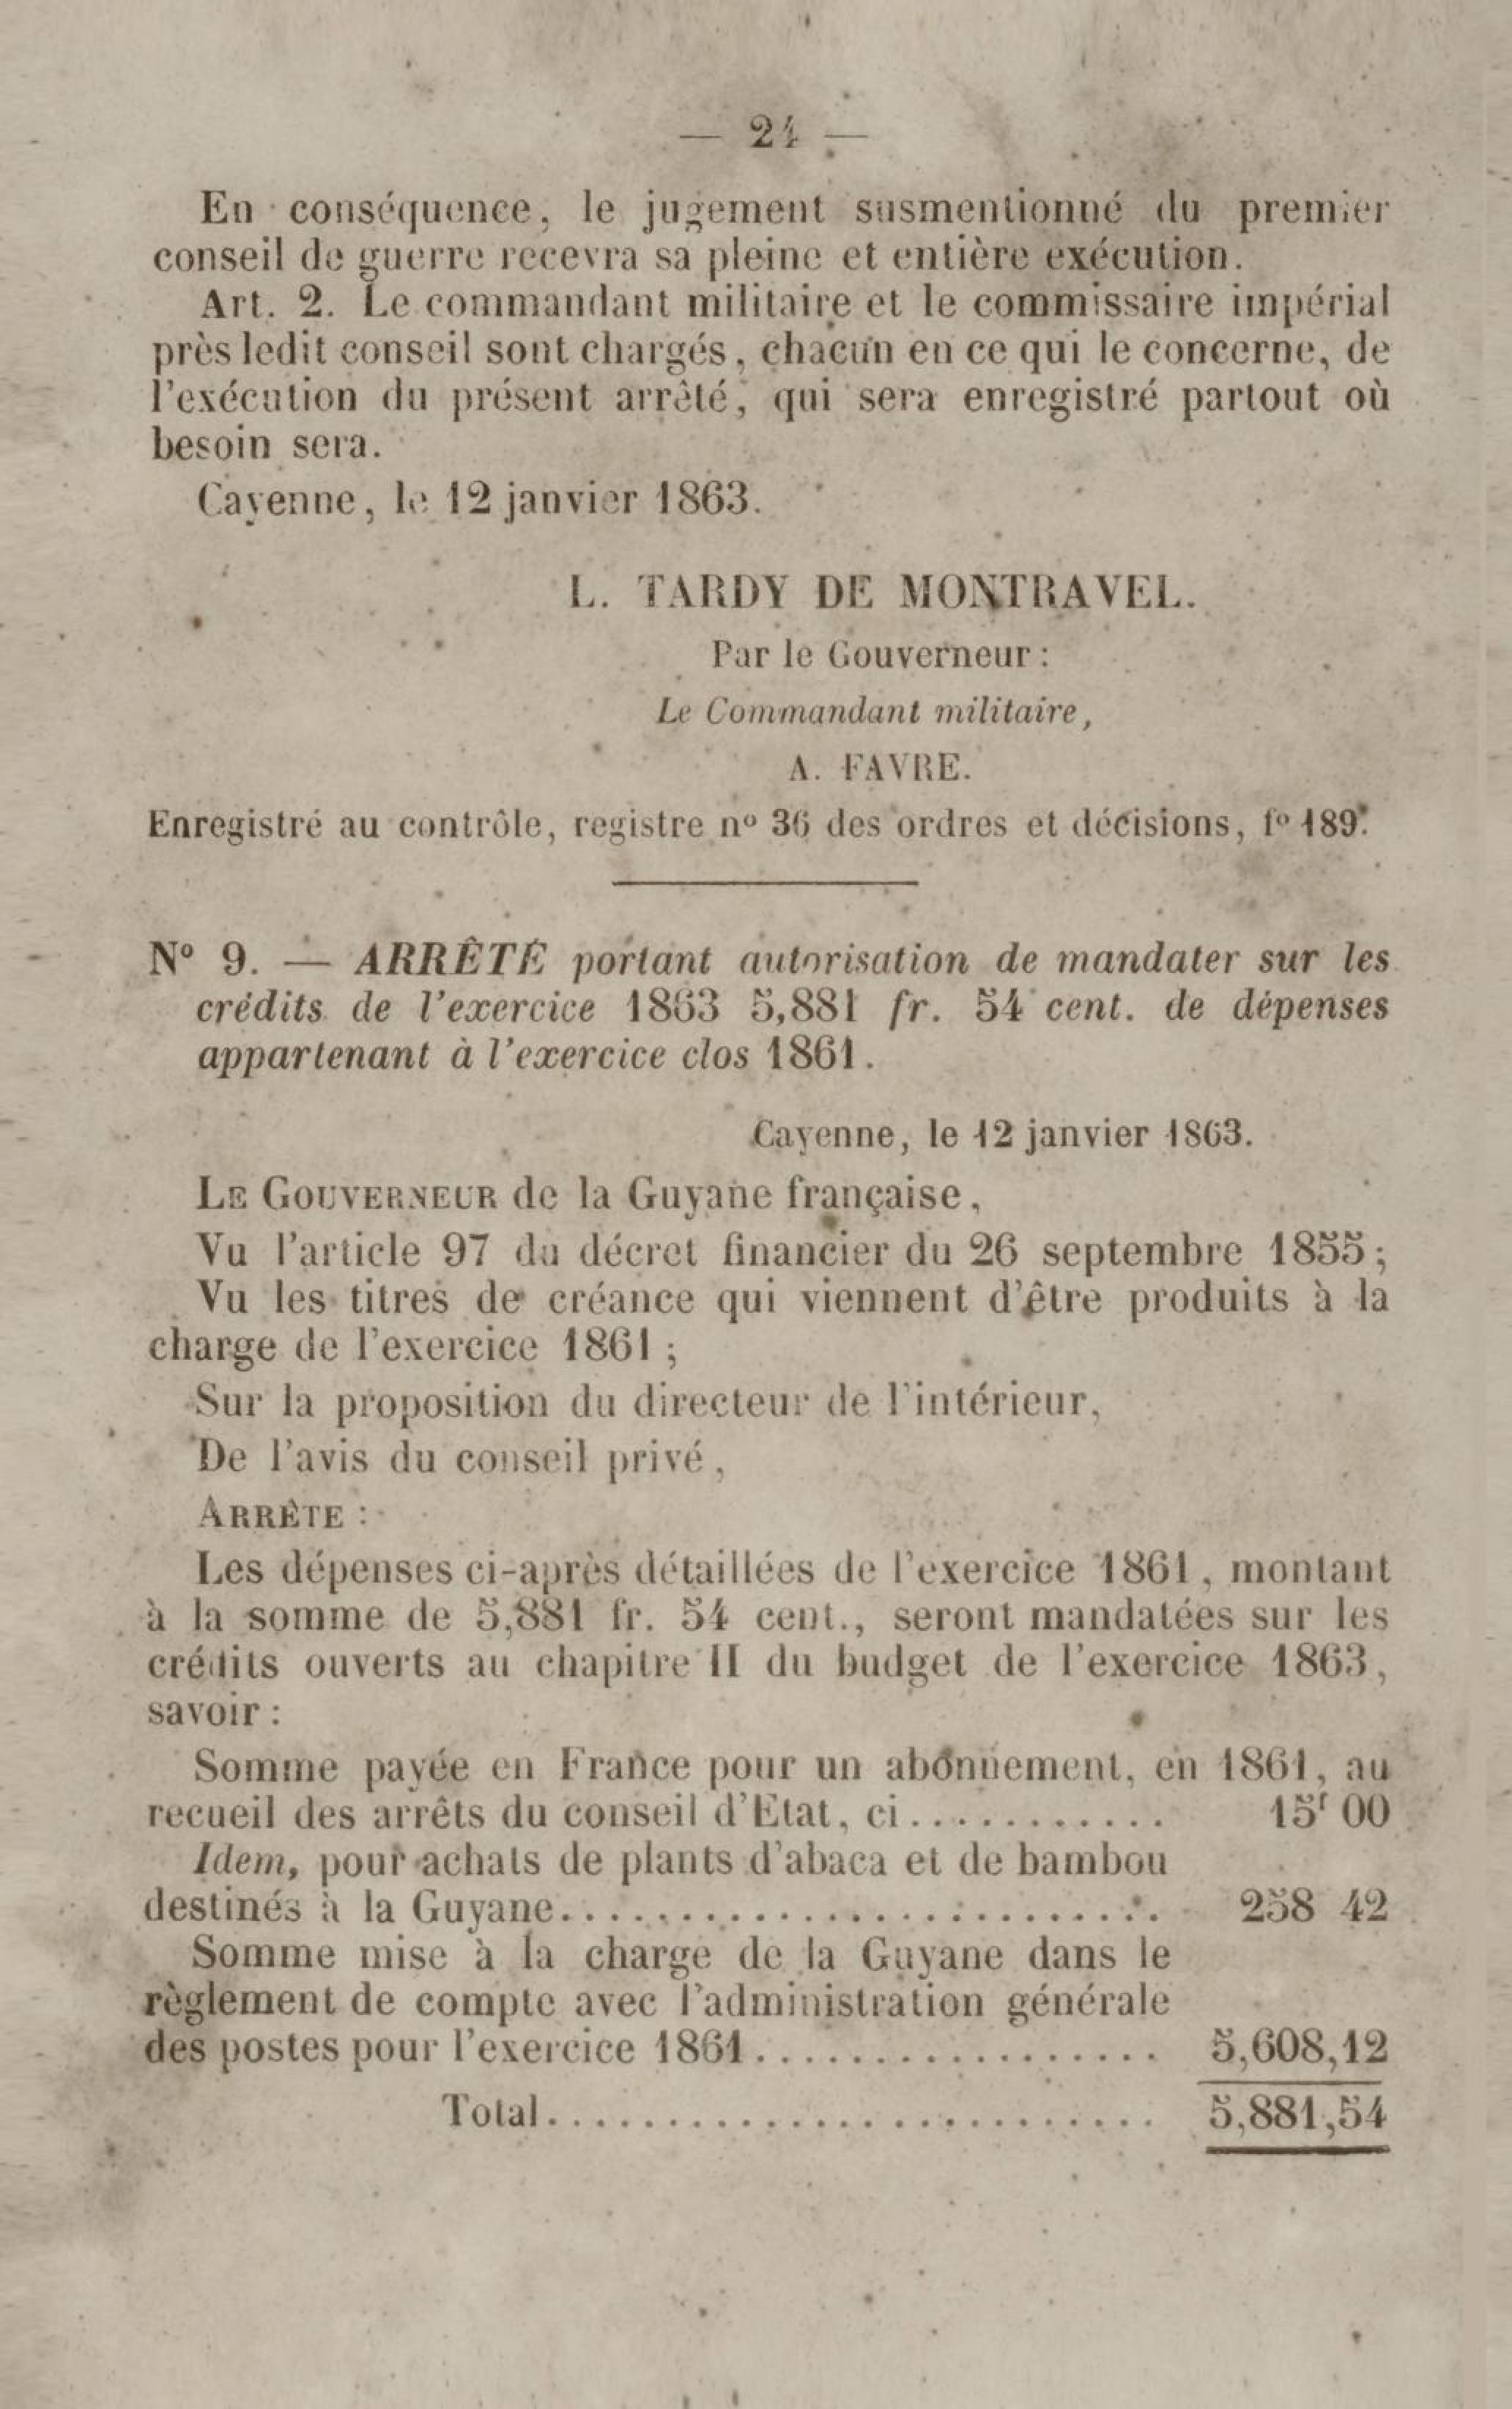 — 24 —
En conséquence, le jugement susmentionné du premier
conseil de guerre recevra sa pleine et entière exécution.
Art. 2. Le commandant militaire et le commissaire impérial
près ledit conseil sont chargés, chacun en ce qui le concerne, de
l'exécution du présent arrêté, qui sera enregistré partout où
besoin sera.
Cayenne, le 12 janvier 1863.
L. TARDY DE MONTRAVEL.
Par le Gouverneur :
Le Commandant militaire,
A. FAVRE.
Enregistré au contrôle, registre nº 36 des ordres et décisions, fº 189.
Nº 9. — ARRÊTÉ portant autorisation de mandater sur les
crédits de l'exercice 1863 5,881 fr. 54 cent. de dépenses
appartenant à l'exercice clos 1861.
Cayenne, le 12 janvier 1863.
LE GOUVERNEUR de la Guyane française,
Vu l'article 97 du décret financier du 26 septembre 1855;
Vu les titres de créance qui viennent d'être produits à la
charge de l'exercice 1861 ;
Sur la proposition du directeur de l'intérieur,
De l'avis du conseil privé,
ARRÊTE :
Les dépenses ci-après détaillées de l'exercice 1861, montant
à la somme de 5,881 fr. 54 cent., seront mandatées sur les
crédits ouverts au chapitre II du budget de l'exercice 1863,
savoir :
Somme payée en France pour un abonnement, en 1861, au
recueil des arrêts du conseil d'Etat, ci........... 15f 00
Idem, pour achats de plants d'abaca et de bambou
destinés à la Guyane......................... 258 42
Somme mise à la charge de la Guyane dans le
règlement de compte avec l'administration générale
des postes pour l'exercice 1861................. 5,608,12
Total.......................... 5,881,54